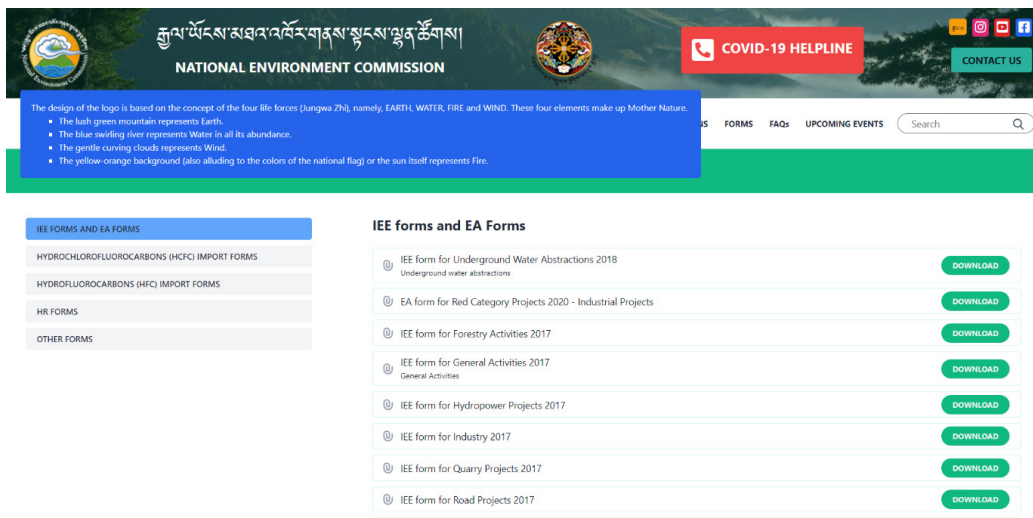 རྒྱལ་ཡོངས་མཐའ་འཁོར་གནས་སྟངས་ལྷན་ཚོགས།
NATIONAL ENVIRONMENT COMMISSION
COVID-19 HELPLINE
CONTACT US
The design of the logo is based on the concept of the four life forces (Jungwa Zhi), namely, EARTH, WATER, FIRE and WIND. These four elements make up Mother Nature.
The lush green mountain represents Earth.
The blue swirling river represents Water in all its abundance.
The gentle curving clouds represents Wind.
The yellow-orange background (also alluding to the colors of the national flag) or the sun itself represents Fire.
FORMS FAQs UPCOMING EVENTS Search
IEE FORMS AND EA FORMS
HYDROCHLOROFLUOROCARBONS (HCFC) IMPORT FORMS
HYDROFLUOROCARBONS (HFC) IMPORT FORMS
HR FORMS
OTHER FORMS
IEE forms and EA Forms
IEE form for Underground Water Abstractions 2018
Underground water abstractions
DOWNLOAD
EA form for Red Category Projects 2020 - Industrial Projects
DOWNLOAD
IEE form for Forestry Activities 2017
DOWNLOAD
IEE form for General Activities 2017
General Activities
DOWNLOAD
IEE form for Hydropower Projects 2017
DOWNLOAD
IEE form for Industry 2017
DOWNLOAD
IEE form for Quarry Projects 2017
DOWNLOAD
IEE form for Road Projects 2017
DOWNLOAD